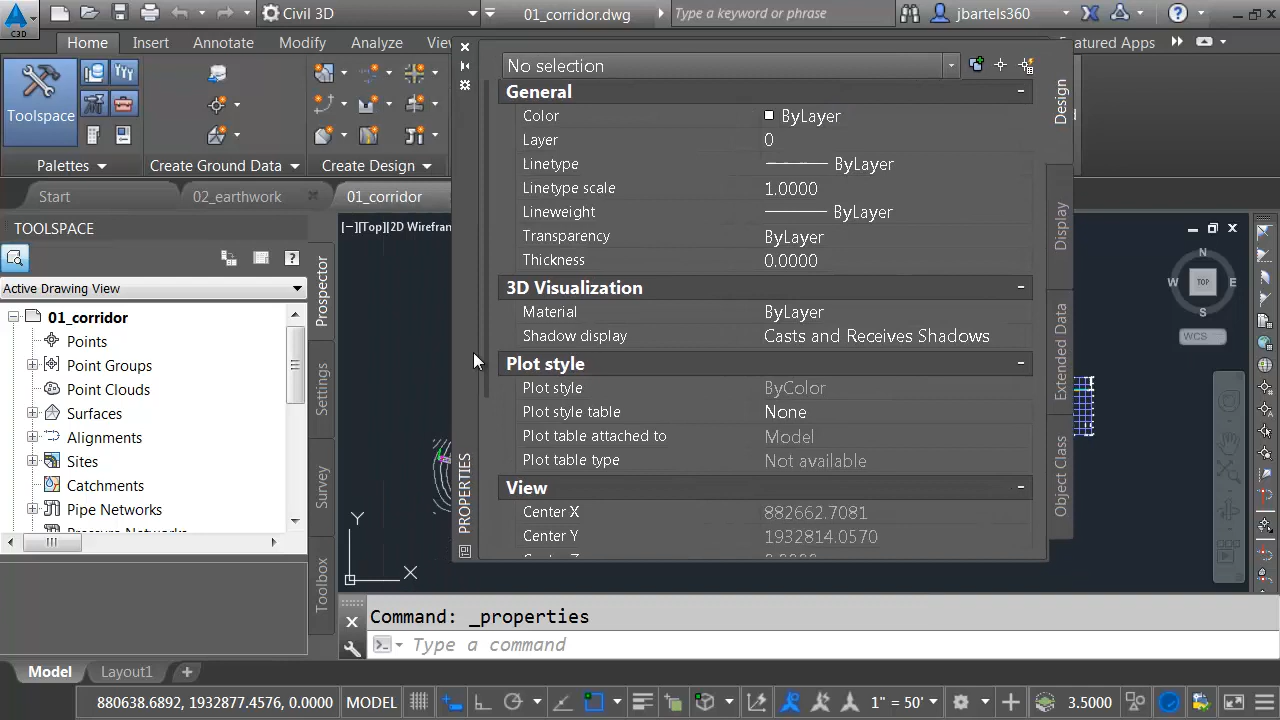 C3D
Civil 3D
01_corridor.dwg
Type a keyword or phrase
jbartels360
Home
Insert
Annotate
Modify
Analyze
atured Apps
Toolspace
Palettes
Create Ground Data
Create Design
Start
02_earthwork
01_corridor
TOOLSPACE
Active Drawing View
01_corridor
Points
Point Groups
Point Clouds
Surfaces
Alignments
Sites
Catchments
Pipe Networks
Prospector
Settings
Survey
Toolbox
[−][Top][2D Wirefram
PROPERTIES
No selection
General −
Color ByLayer
Layer 0
Linetype ByLayer
Linetype scale 1.0000
Lineweight ByLayer
Transparency ByLayer
Thickness 0.0000
3D Visualization −
Material ByLayer
Shadow display Casts and Receives Shadows
Plot style −
Plot style ByColor
Plot style table None
Plot table attached to Model
Plot table type Not available
View −
Center X 882662.7081
Center Y 1932814.0570
Design
Display
Extended Data
Object Class
N
W TOP E
S
WCS
Y
X
Command: _properties
Type a command
Model Layout1 +
880638.6892, 1932877.4576, 0.0000 MODEL 1" = 50' 3.5000